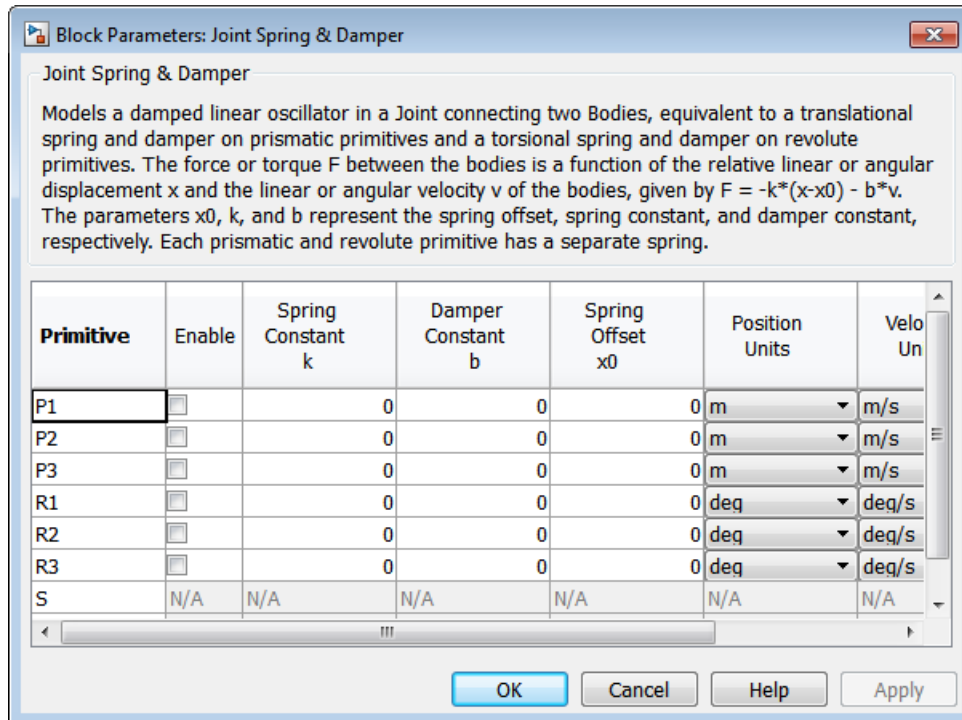 Block Parameters: Joint Spring & Damper
Joint Spring & Damper
Models a damped linear oscillator in a Joint connecting two Bodies, equivalent to a translational
spring and damper on prismatic primitives and a torsional spring and damper on revolute
primitives. The force or torque F between the bodies is a function of the relative linear or angular
displacement x and the linear or angular velocity v of the bodies, given by F = -k*(x-x0) - b*v.
The parameters x0, k, and b represent the spring offset, spring constant, and damper constant,
respectively. Each prismatic and revolute primitive has a separate spring.
Primitive Enable Spring Constant k Damper Constant b Spring Offset x0 Position Units Velo Un
P1 0 0 0 m m/s
P2 0 0 0 m m/s
P3 0 0 0 m m/s
R1 0 0 0 deg deg/s
R2 0 0 0 deg deg/s
R3 0 0 0 deg deg/s
S N/A N/A N/A N/A N/A N/A
OK Cancel Help Apply